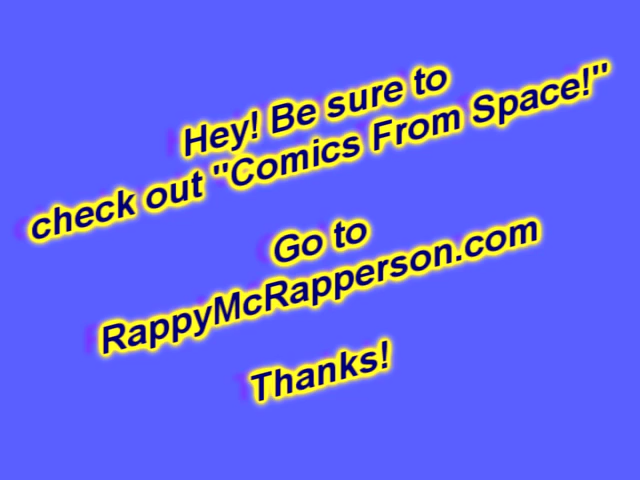 Hey! Be sure to
check out "Comics From Space!"
Go to
RappyMcRapperson.com
Thanks!